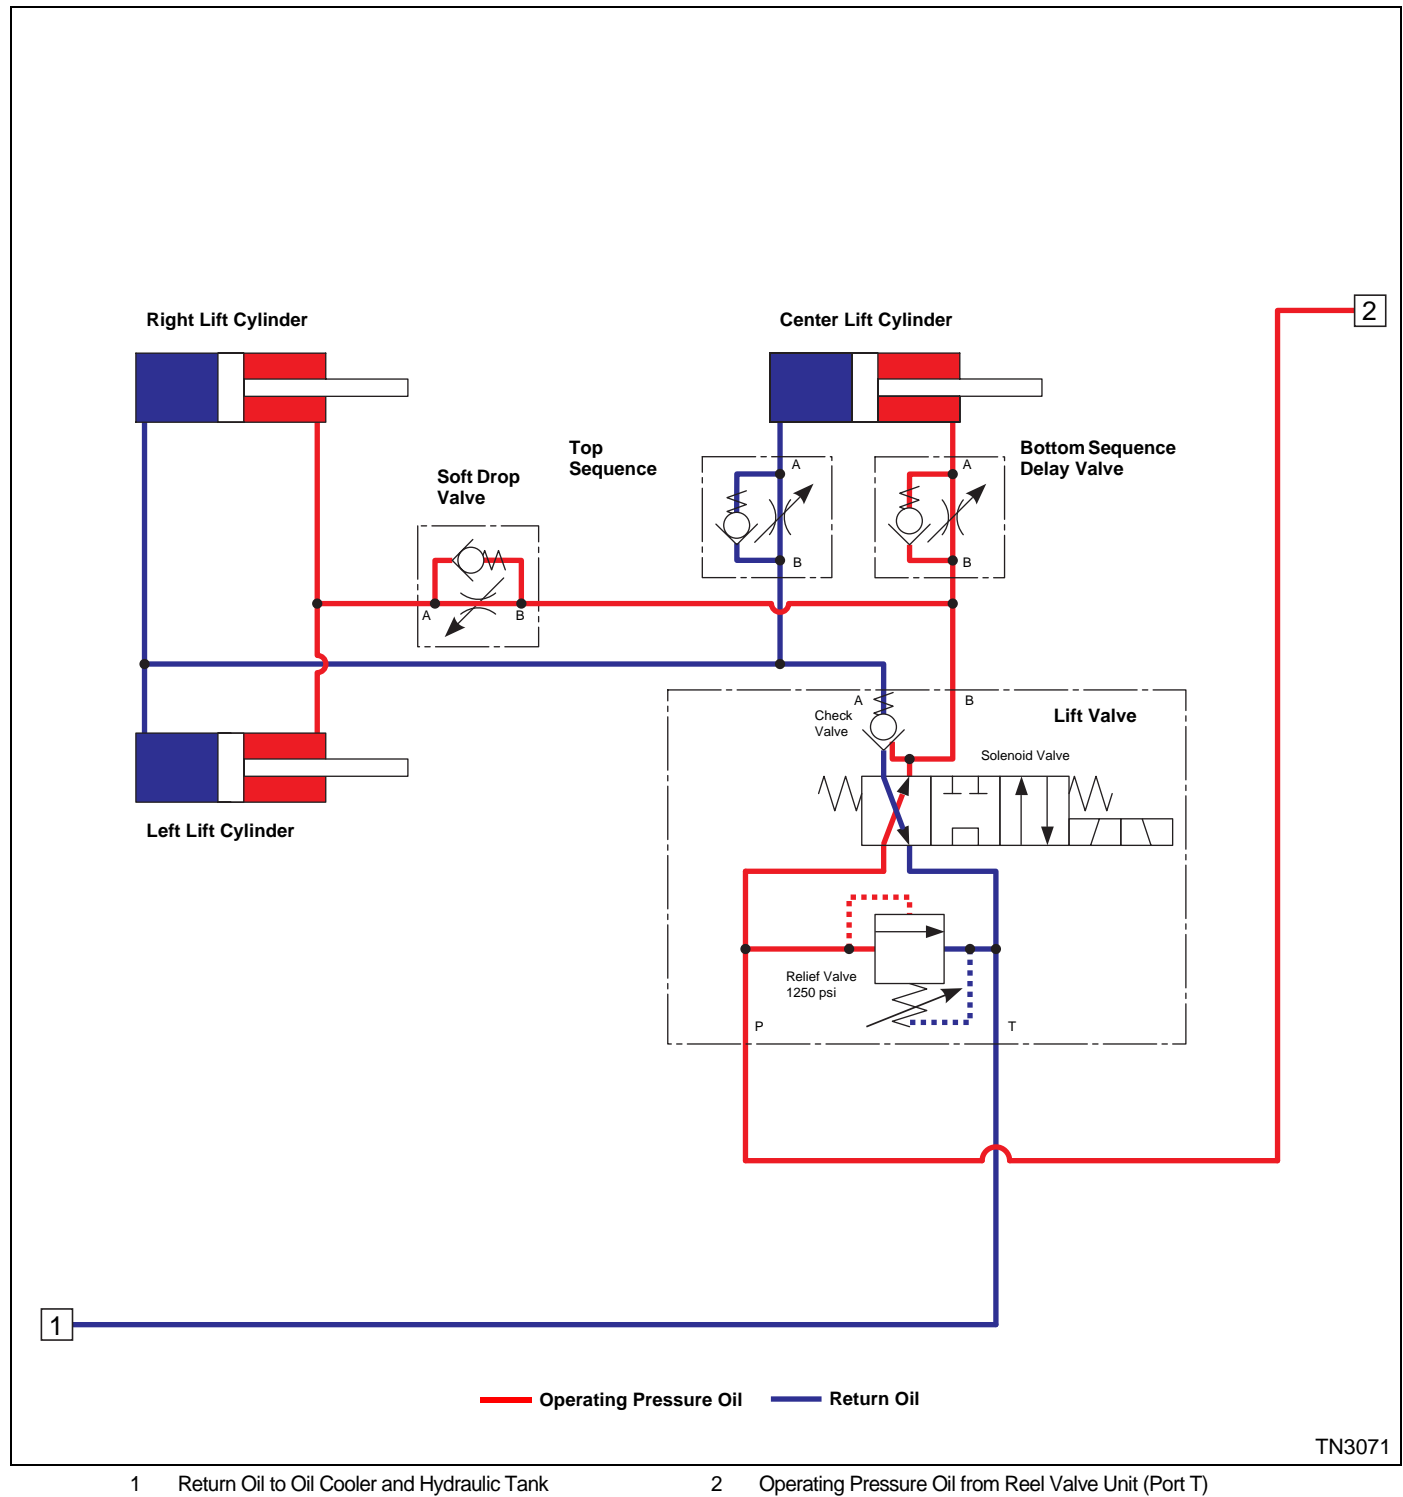 2
Right Lift Cylinder
Center Lift Cylinder
Top
Sequence
Bottom Sequence
Delay Valve
Soft Drop
Valve
A
A
B
B
A
B
A
B
Check
Valve
Lift Valve
Solenoid Valve
Left Lift Cylinder
Relief Valve
1250 psi
P
T
1
Operating Pressure Oil
Return Oil
TN3071
1 Return Oil to Oil Cooler and Hydraulic Tank
2 Operating Pressure Oil from Reel Valve Unit (Port T)